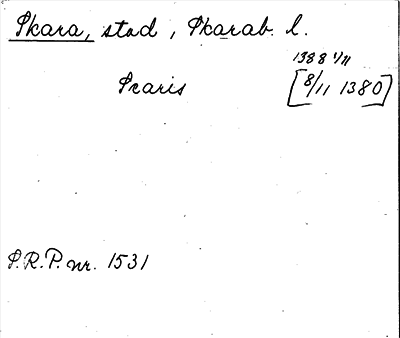 Skara, stad, Skarab. l.
1388 1/11
Scaris [8/11 1380]
S.R.P. nr. 1531